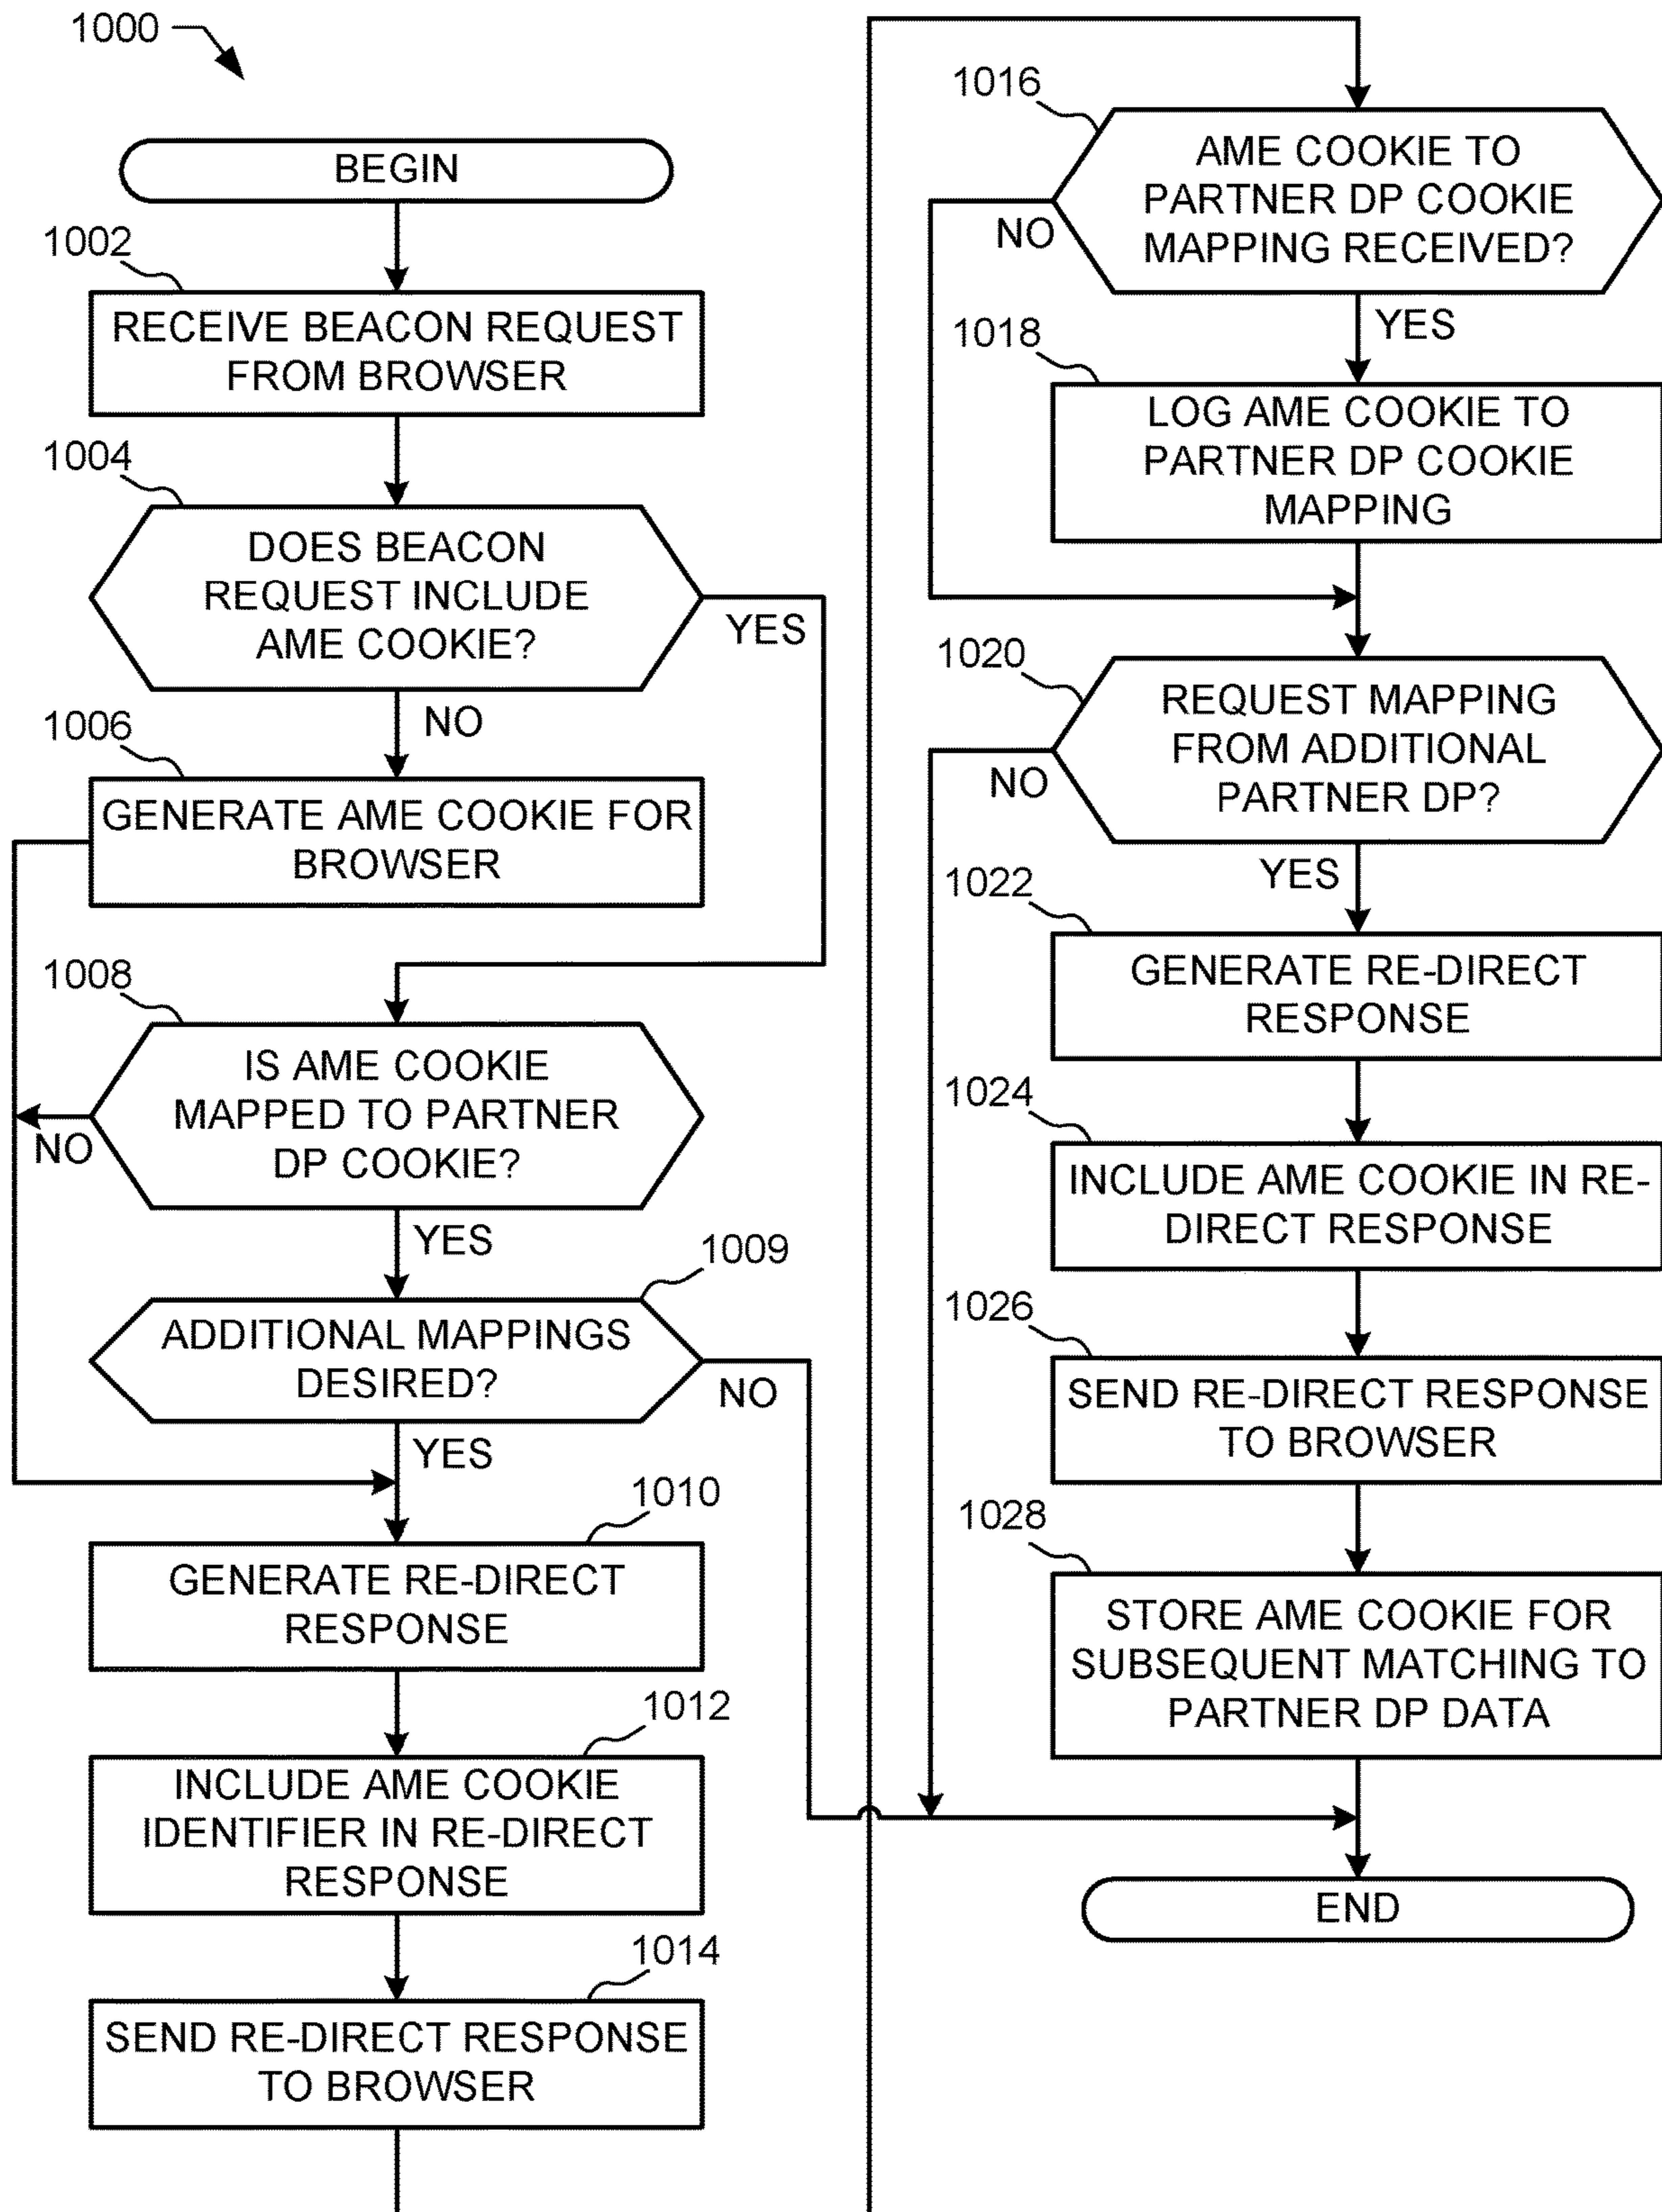 1000
BEGIN
1002
RECEIVE BEACON REQUEST
FROM BROWSER
1004
DOES BEACON
REQUEST INCLUDE
AME COOKIE?
YES
NO
1006
GENERATE AME COOKIE FOR
BROWSER
1008
IS AME COOKIE
MAPPED TO PARTNER
DP COOKIE?
NO
YES
1009
ADDITIONAL MAPPINGS
DESIRED?
NO
YES
1010
GENERATE RE-DIRECT
RESPONSE
1012
INCLUDE AME COOKIE
IDENTIFIER IN RE-DIRECT
RESPONSE
1014
SEND RE-DIRECT RESPONSE
TO BROWSER
1016
AME COOKIE TO
PARTNER DP COOKIE
MAPPING RECEIVED?
NO
YES
1018
LOG AME COOKIE TO
PARTNER DP COOKIE
MAPPING
1020
REQUEST MAPPING
FROM ADDITIONAL
PARTNER DP?
NO
YES
1022
GENERATE RE-DIRECT
RESPONSE
1024
INCLUDE AME COOKIE IN RE-
DIRECT RESPONSE
1026
SEND RE-DIRECT RESPONSE
TO BROWSER
1028
STORE AME COOKIE FOR
SUBSEQUENT MATCHING TO
PARTNER DP DATA
END